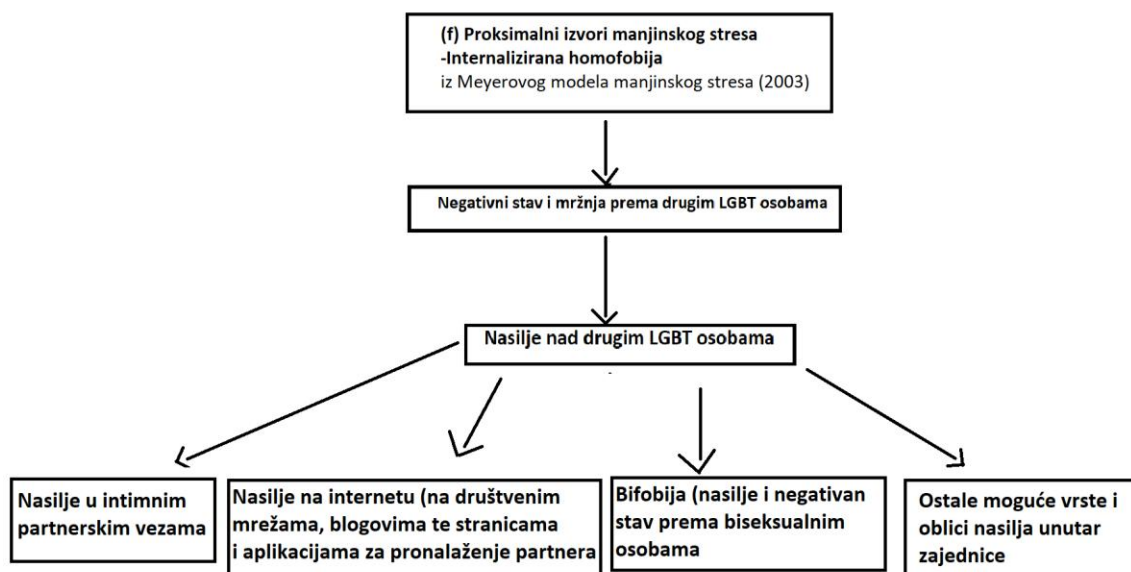 (f) Proksimalni izvori manjinskog stresa
-Internalizirana homofobija
iz Meyerovog modela manjinskog stresa (2003)
Negativni stav i mržnja prema drugim LGBT osobama
Nasilje nad drugim LGBT osobama
Nasilje u intimnim
partnerskim vezama
Nasilje na internetu (na društvenim
mrežama, blogovima te stranicama
i aplikacijama za pronalaženje partnera
Bifobija (nasilje i negativan
stav prema biseksualnim
osobama
Ostale moguće vrste i
oblici nasilja unutar
zajednice